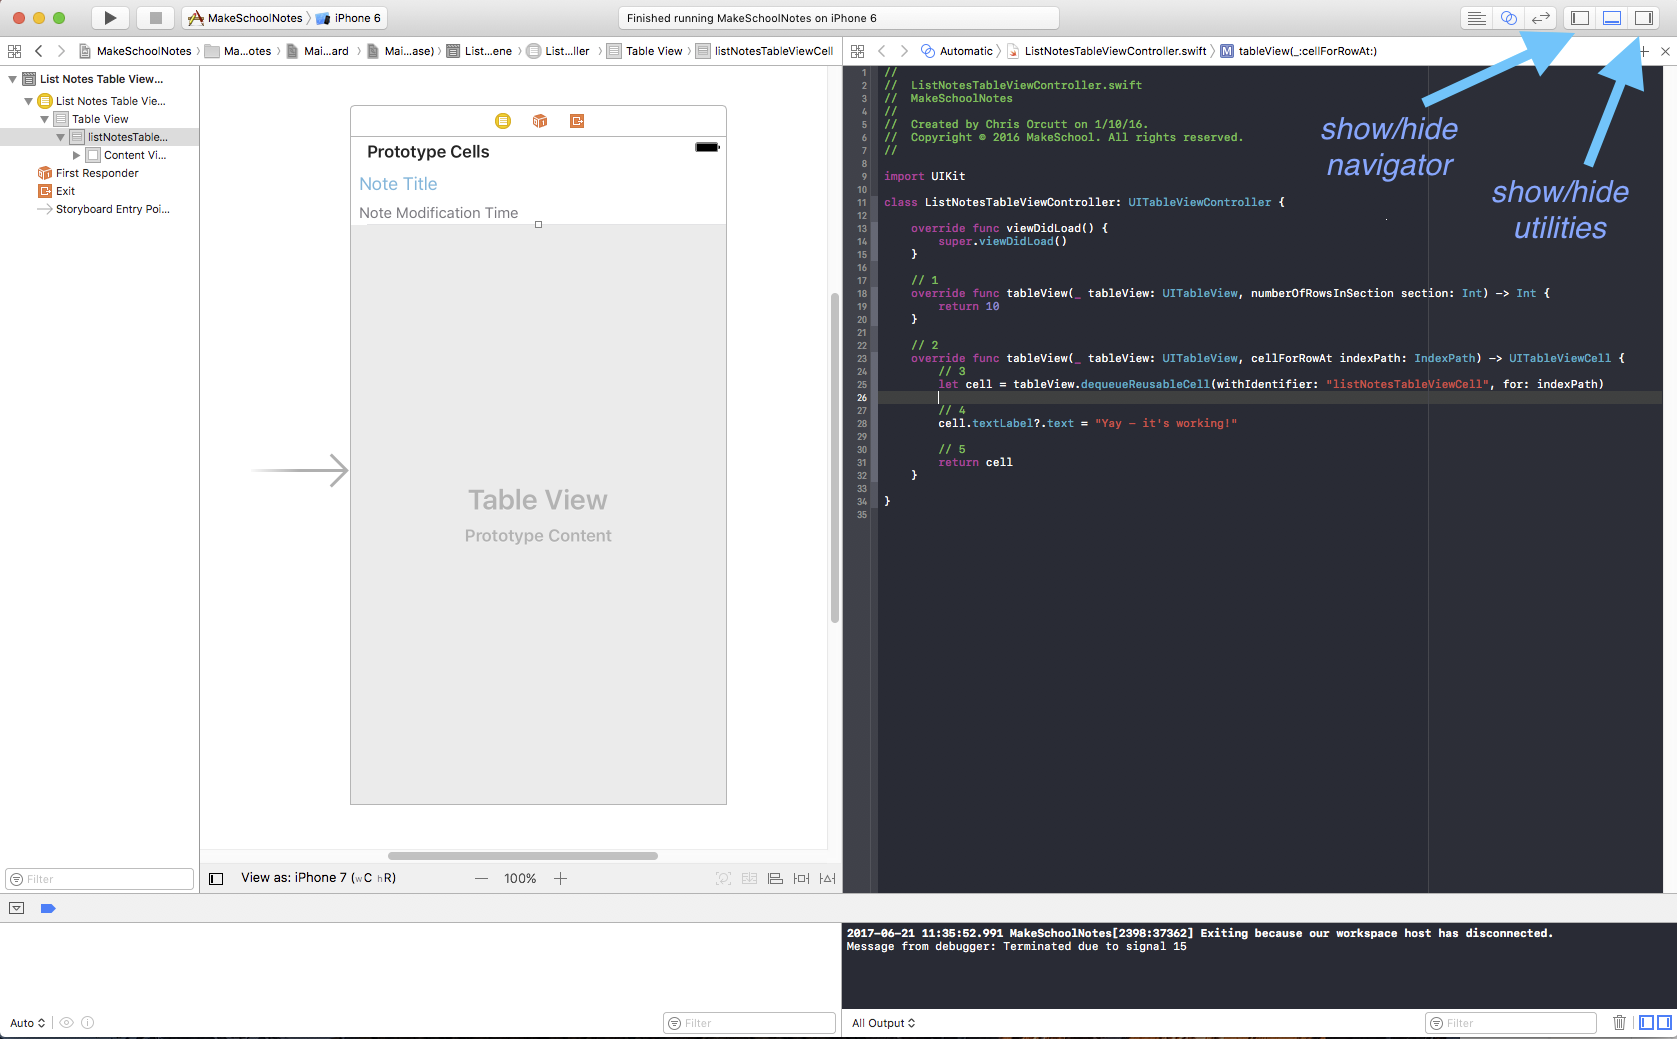 MakeSchoolNotes iPhone 6
Finished running MakeSchoolNotes on iPhone 6
MakeSchoolNotes Ma...otes Mai...ard Mai...ase) List...ene List...ller Table View listNotesTableViewCell
Automatic ListNotesTableViewController.swift M tableView(_:cellForRowAt:)
List Notes Table View...
List Notes Table Vie...
Table View
listNotesTable...
Content Vi...
First Responder
Exit
Storyboard Entry Poi...
Filter
Prototype Cells
Note Title
Note Modification Time
Table View
Prototype Content
View as: iPhone 7 (wC hR)
100%
1 //
2 //  ListNotesTableViewController.swift
3 //  MakeSchoolNotes
4 //
5 //  Created by Chris Orcutt on 1/10/16.
6 //  Copyright © 2016 MakeSchool. All rights reserved.
7 //
8
9 import UIKit
10
11 class ListNotesTableViewController: UITableViewController {
12
13     override func viewDidLoad() {
14         super.viewDidLoad()
15     }
16
17     // 1
18     override func tableView(_ tableView: UITableView, numberOfRowsInSection section: Int) -> Int {
19         return 10
20     }
21
22     // 2
23     override func tableView(_ tableView: UITableView, cellForRowAt indexPath: IndexPath) -> UITableViewCell {
24         // 3
25         let cell = tableView.dequeueReusableCell(withIdentifier: "listNotesTableViewCell", for: indexPath)
26
27         // 4
28         cell.textLabel?.text = "Yay - it's working!"
29
30         // 5
31         return cell
32     }
33
34 }
35
show/hide
navigator
show/hide
utilities
2017-06-21 11:35:52.991 MakeSchoolNotes[2398:37362] Exiting because our workspace host has disconnected.
Message from debugger: Terminated due to signal 15
Auto
Filter
All Output
Filter